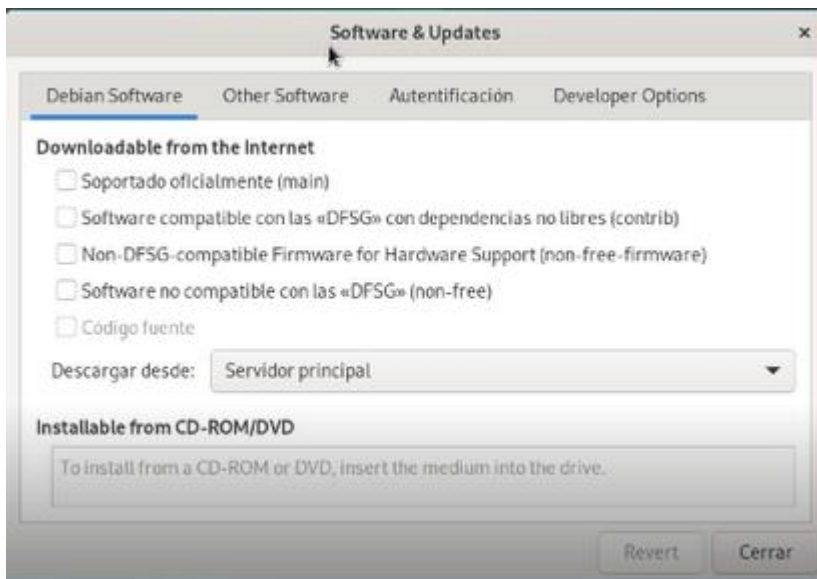 Software & Updates
×
Debian Software Other Software Autentificación Developer Options
Downloadable from the Internet
Soportado oficialmente (main)
Software compatible con las «DFSG» con dependencias no libres (contrib)
Non-DFSG-compatible Firmware for Hardware Support (non-free-firmware)
Software no compatible con las «DFSG» (non-free)
Código fuente
Descargar desde: Servidor principal
Installable from CD-ROM/DVD
To install from a CD-ROM or DVD, insert the medium into the drive.
Revert Cerrar